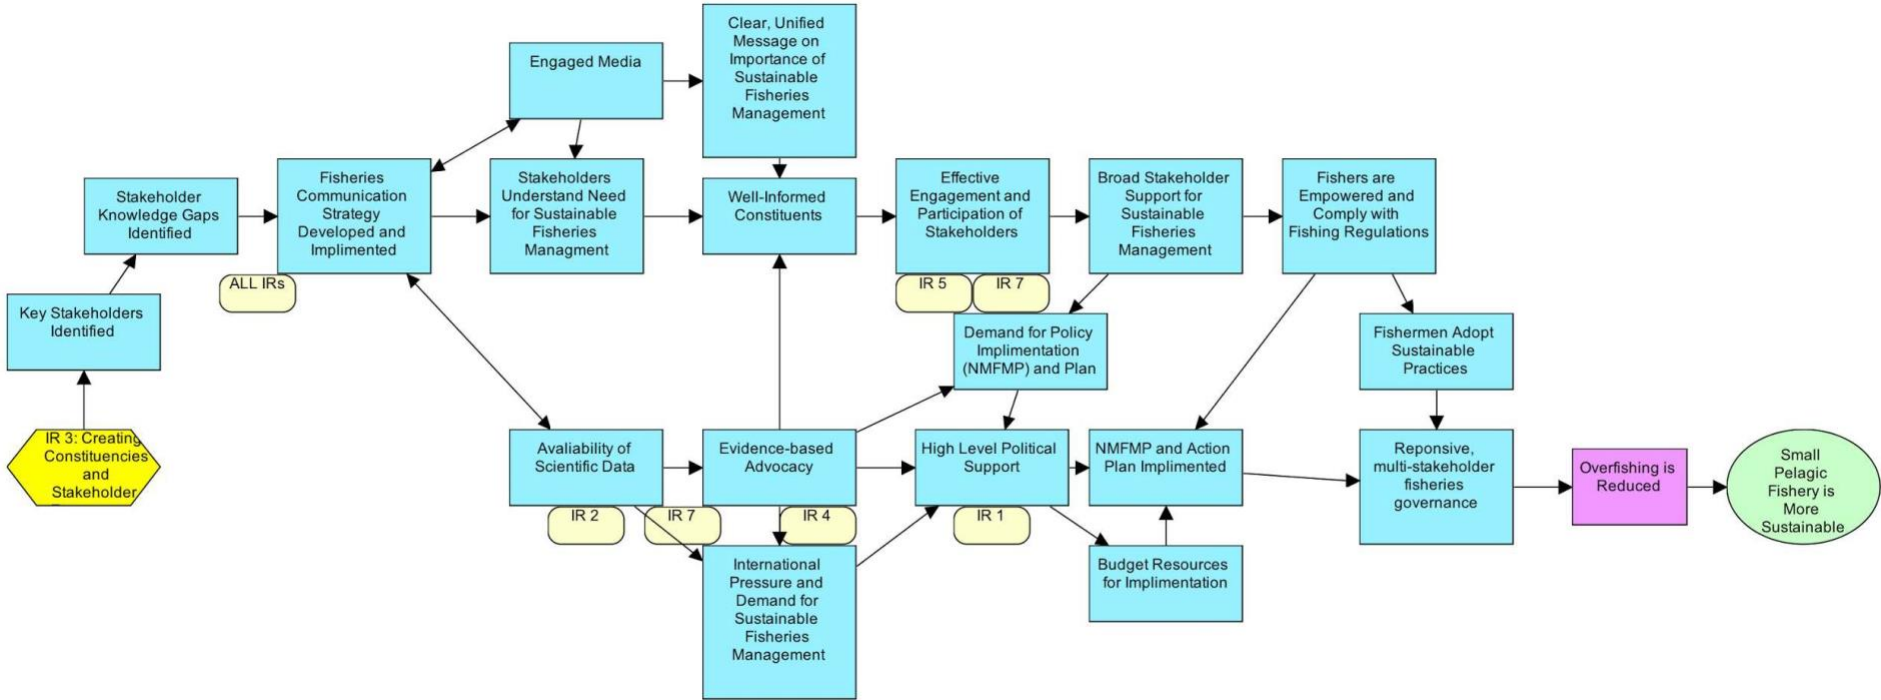 Clear, Unified
Message on
Importance of
Sustainable
Fisheries
Management
Engaged Media
Stakeholder
Knowledge Gaps
Identified
Fisheries
Communication
Strategy
Developed and
Implimented
Stakeholders
Understand Need
for Sustainable
Fisheries
Managment
Well-Informed
Constituents
Effective
Engagement and
Participation of
Stakeholders
Broad Stakeholder
Support for
Sustainable
Fisheries
Management
Fishers are
Empowered and
Comply with
Fishing Regulations
ALL IRs
IR 5
IR 7
Key Stakeholders
Identified
Demand for Policy
Implimentation
(NMFMP) and Plan
Fishermen Adopt
Sustainable
Practices
IR 3: Creating
Constituencies
and
Stakeholder
Avaliability of
Scientific Data
Evidence-based
Advocacy
High Level Political
Support
NMFMP and Action
Plan Implimented
Reponsive,
multi-stakeholder
fisheries
governance
Overfishing is
Reduced
Small
Pelagic
Fishery is
More
Sustainable
IR 2
IR 7
IR 4
IR 1
International
Pressure and
Demand for
Sustainable
Fisheries
Management
Budget Resources
for Implimentation